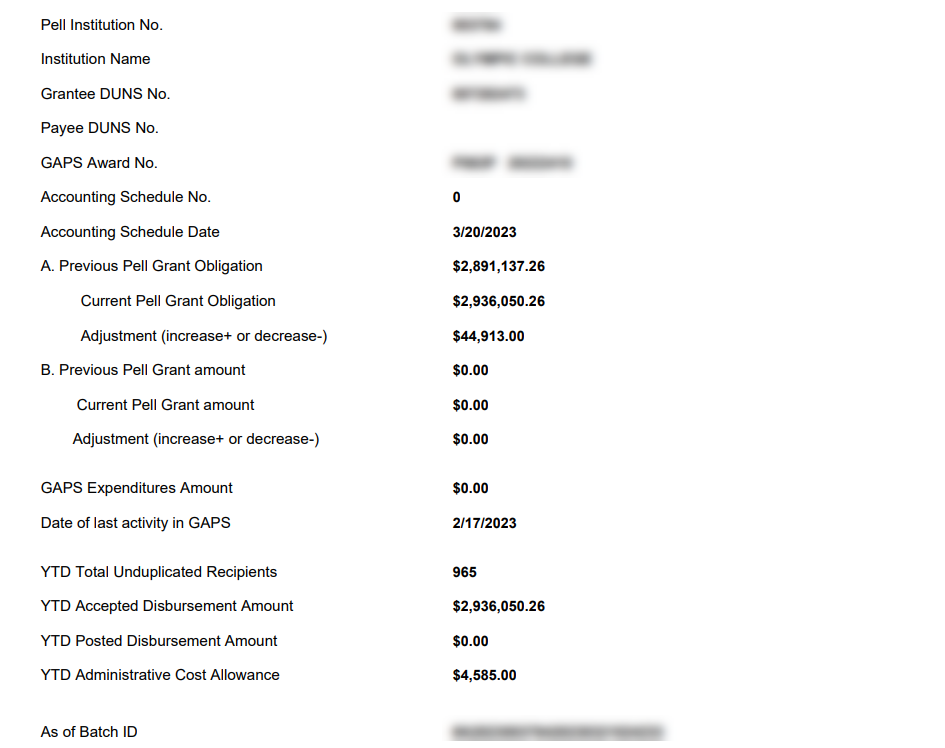 Pell Institution No.
Institution Name
Grantee DUNS No.
Payee DUNS No.
GAPS Award No.
Accounting Schedule No. 0
Accounting Schedule Date 3/20/2023
A. Previous Pell Grant Obligation $2,891,137.26
Current Pell Grant Obligation $2,936,050.26
Adjustment (increase+ or decrease-) $44,913.00
B. Previous Pell Grant amount $0.00
Current Pell Grant amount $0.00
Adjustment (increase+ or decrease-) $0.00
GAPS Expenditures Amount $0.00
Date of last activity in GAPS 2/17/2023
YTD Total Unduplicated Recipients 965
YTD Accepted Disbursement Amount $2,936,050.26
YTD Posted Disbursement Amount $0.00
YTD Administrative Cost Allowance $4,585.00
As of Batch ID